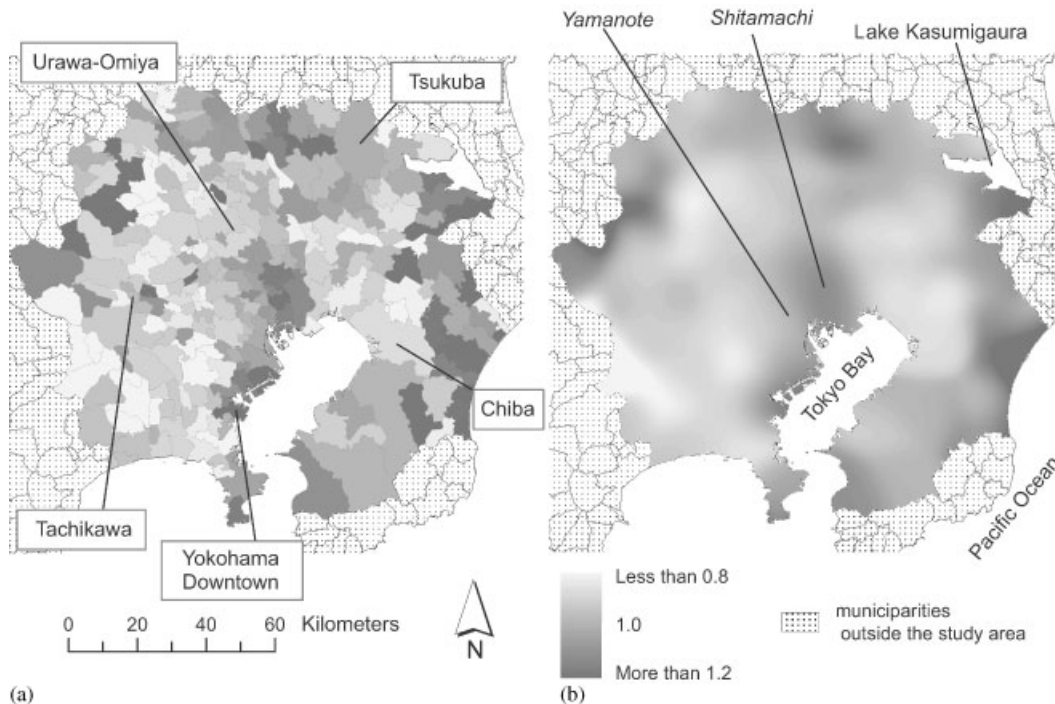 Urawa-Omiya
Tsukuba
Chiba
Tachikawa
Yokohama
Downtown
0 20 40 60 Kilometers
N
(a)
Yamanote
Shitamachi
Lake Kasumigaura
Tokyo Bay
Pacific Ocean
Less than 0.8
1.0
More than 1.2
municiparities
outside the study area
(b)